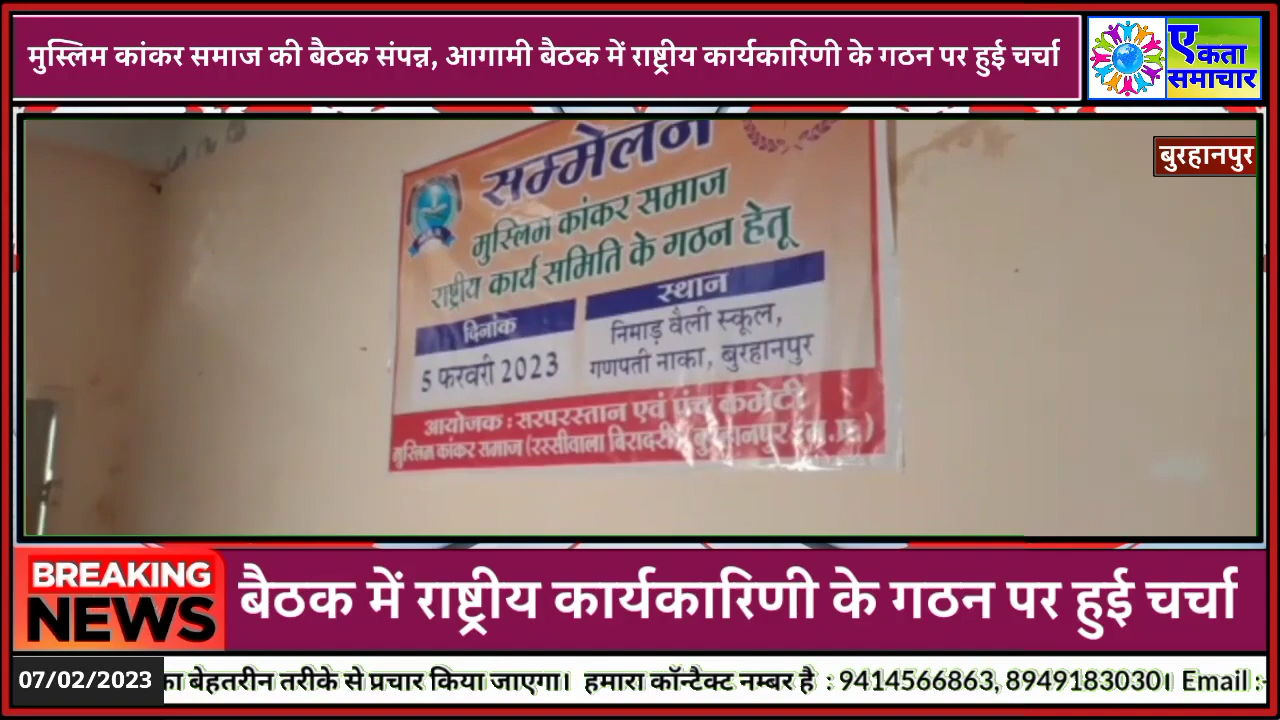 मुस्लिम कांकर समाज की बैठक संपन्न, आगामी बैठक में राष्ट्रीय कार्यकारिणी के गठन पर हुई चर्चा
एकता
समाचार
बुरहानपुर
सम्मेलन
मुस्लिम कांकर समाज
राष्ट्रीय कार्य समिति के गठन हेतू
दिनांक
5 फरवरी 2023
स्थान
निमाड़ वैली स्कूल,
गणपती नाका, बुरहानपुर
आयोजक : सरपरस्तान एवं पंच कमेटी
मुस्लिम कांकर समाज (रस्सीवाला बिरादरी) बुरहानपुर (म.प्र.)
BREAKING
NEWS
बैठक में राष्ट्रीय कार्यकारिणी के गठन पर हुई चर्चा
07/02/2023
का बेहतरीन तरीके से प्रचार किया जाएगा। हमारा कॉन्टैक्ट नम्बर है : 9414566863, 8949183030। Email :-